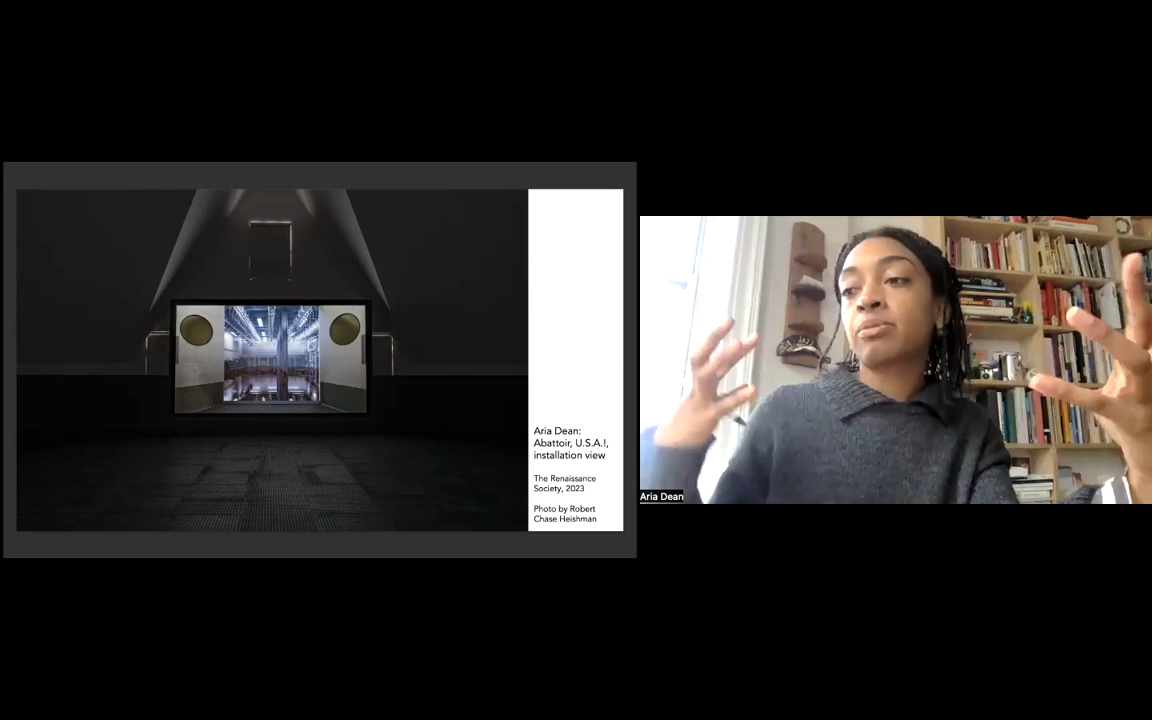 Aria Dean:
Abattoir, U.S.A.!,
installation view
The Renaissance
Society, 2023
Photo by Robert
Chase Heishman
Aria Dean